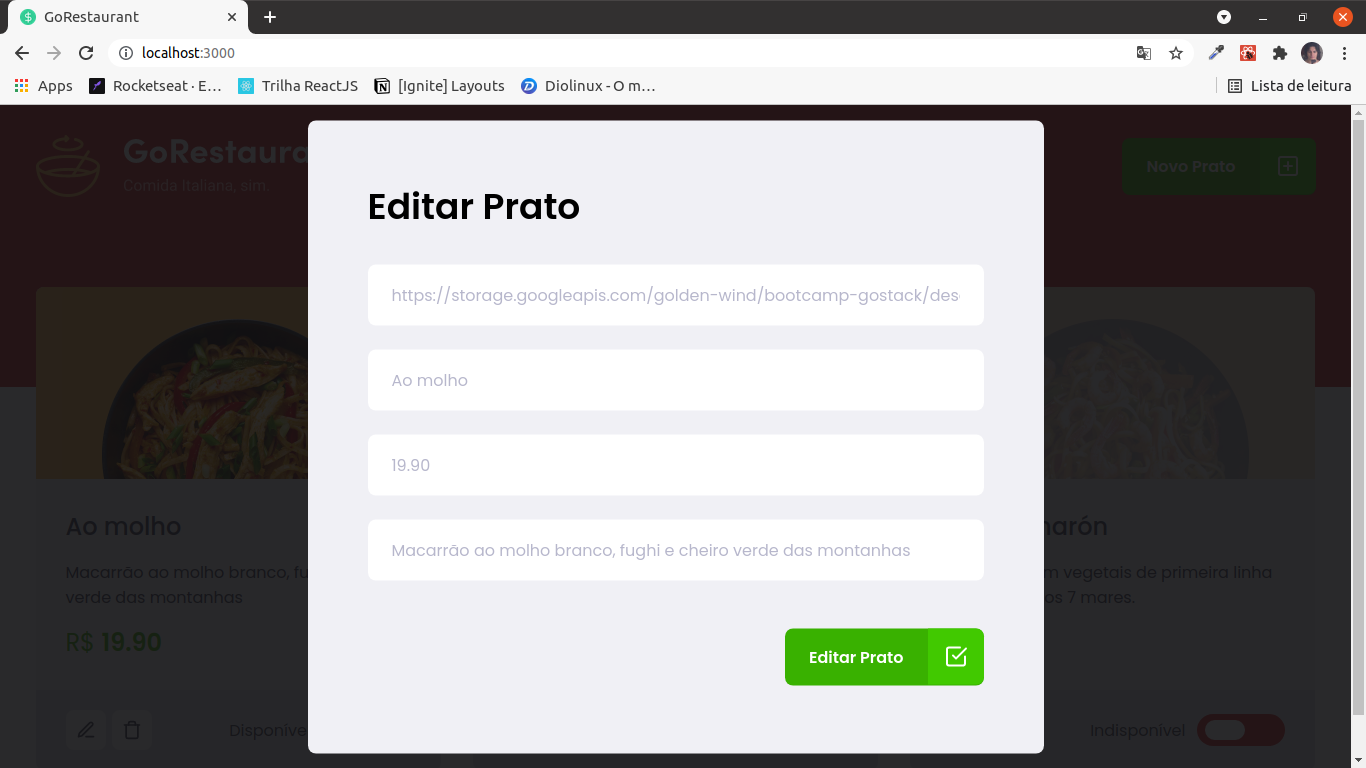 GoRestaurant
localhost:3000
Apps
Rocketseat · E…
Trilha ReactJS
[Ignite] Layouts
Diolinux - O m…
Lista de leitura
GoRestaura
Comida Italiana, sim.
Novo Prato
Editar Prato
https://storage.googleapis.com/golden-wind/bootcamp-gostack/des
Ao molho
19.90
Macarrão ao molho branco, fughi e cheiro verde das montanhas
Editar Prato
Ao molho
Macarrão ao molho branco, fu
verde das montanhas
R$ 19.90
Disponíve
arón
m vegetais de primeira linha
os 7 mares.
Indisponível